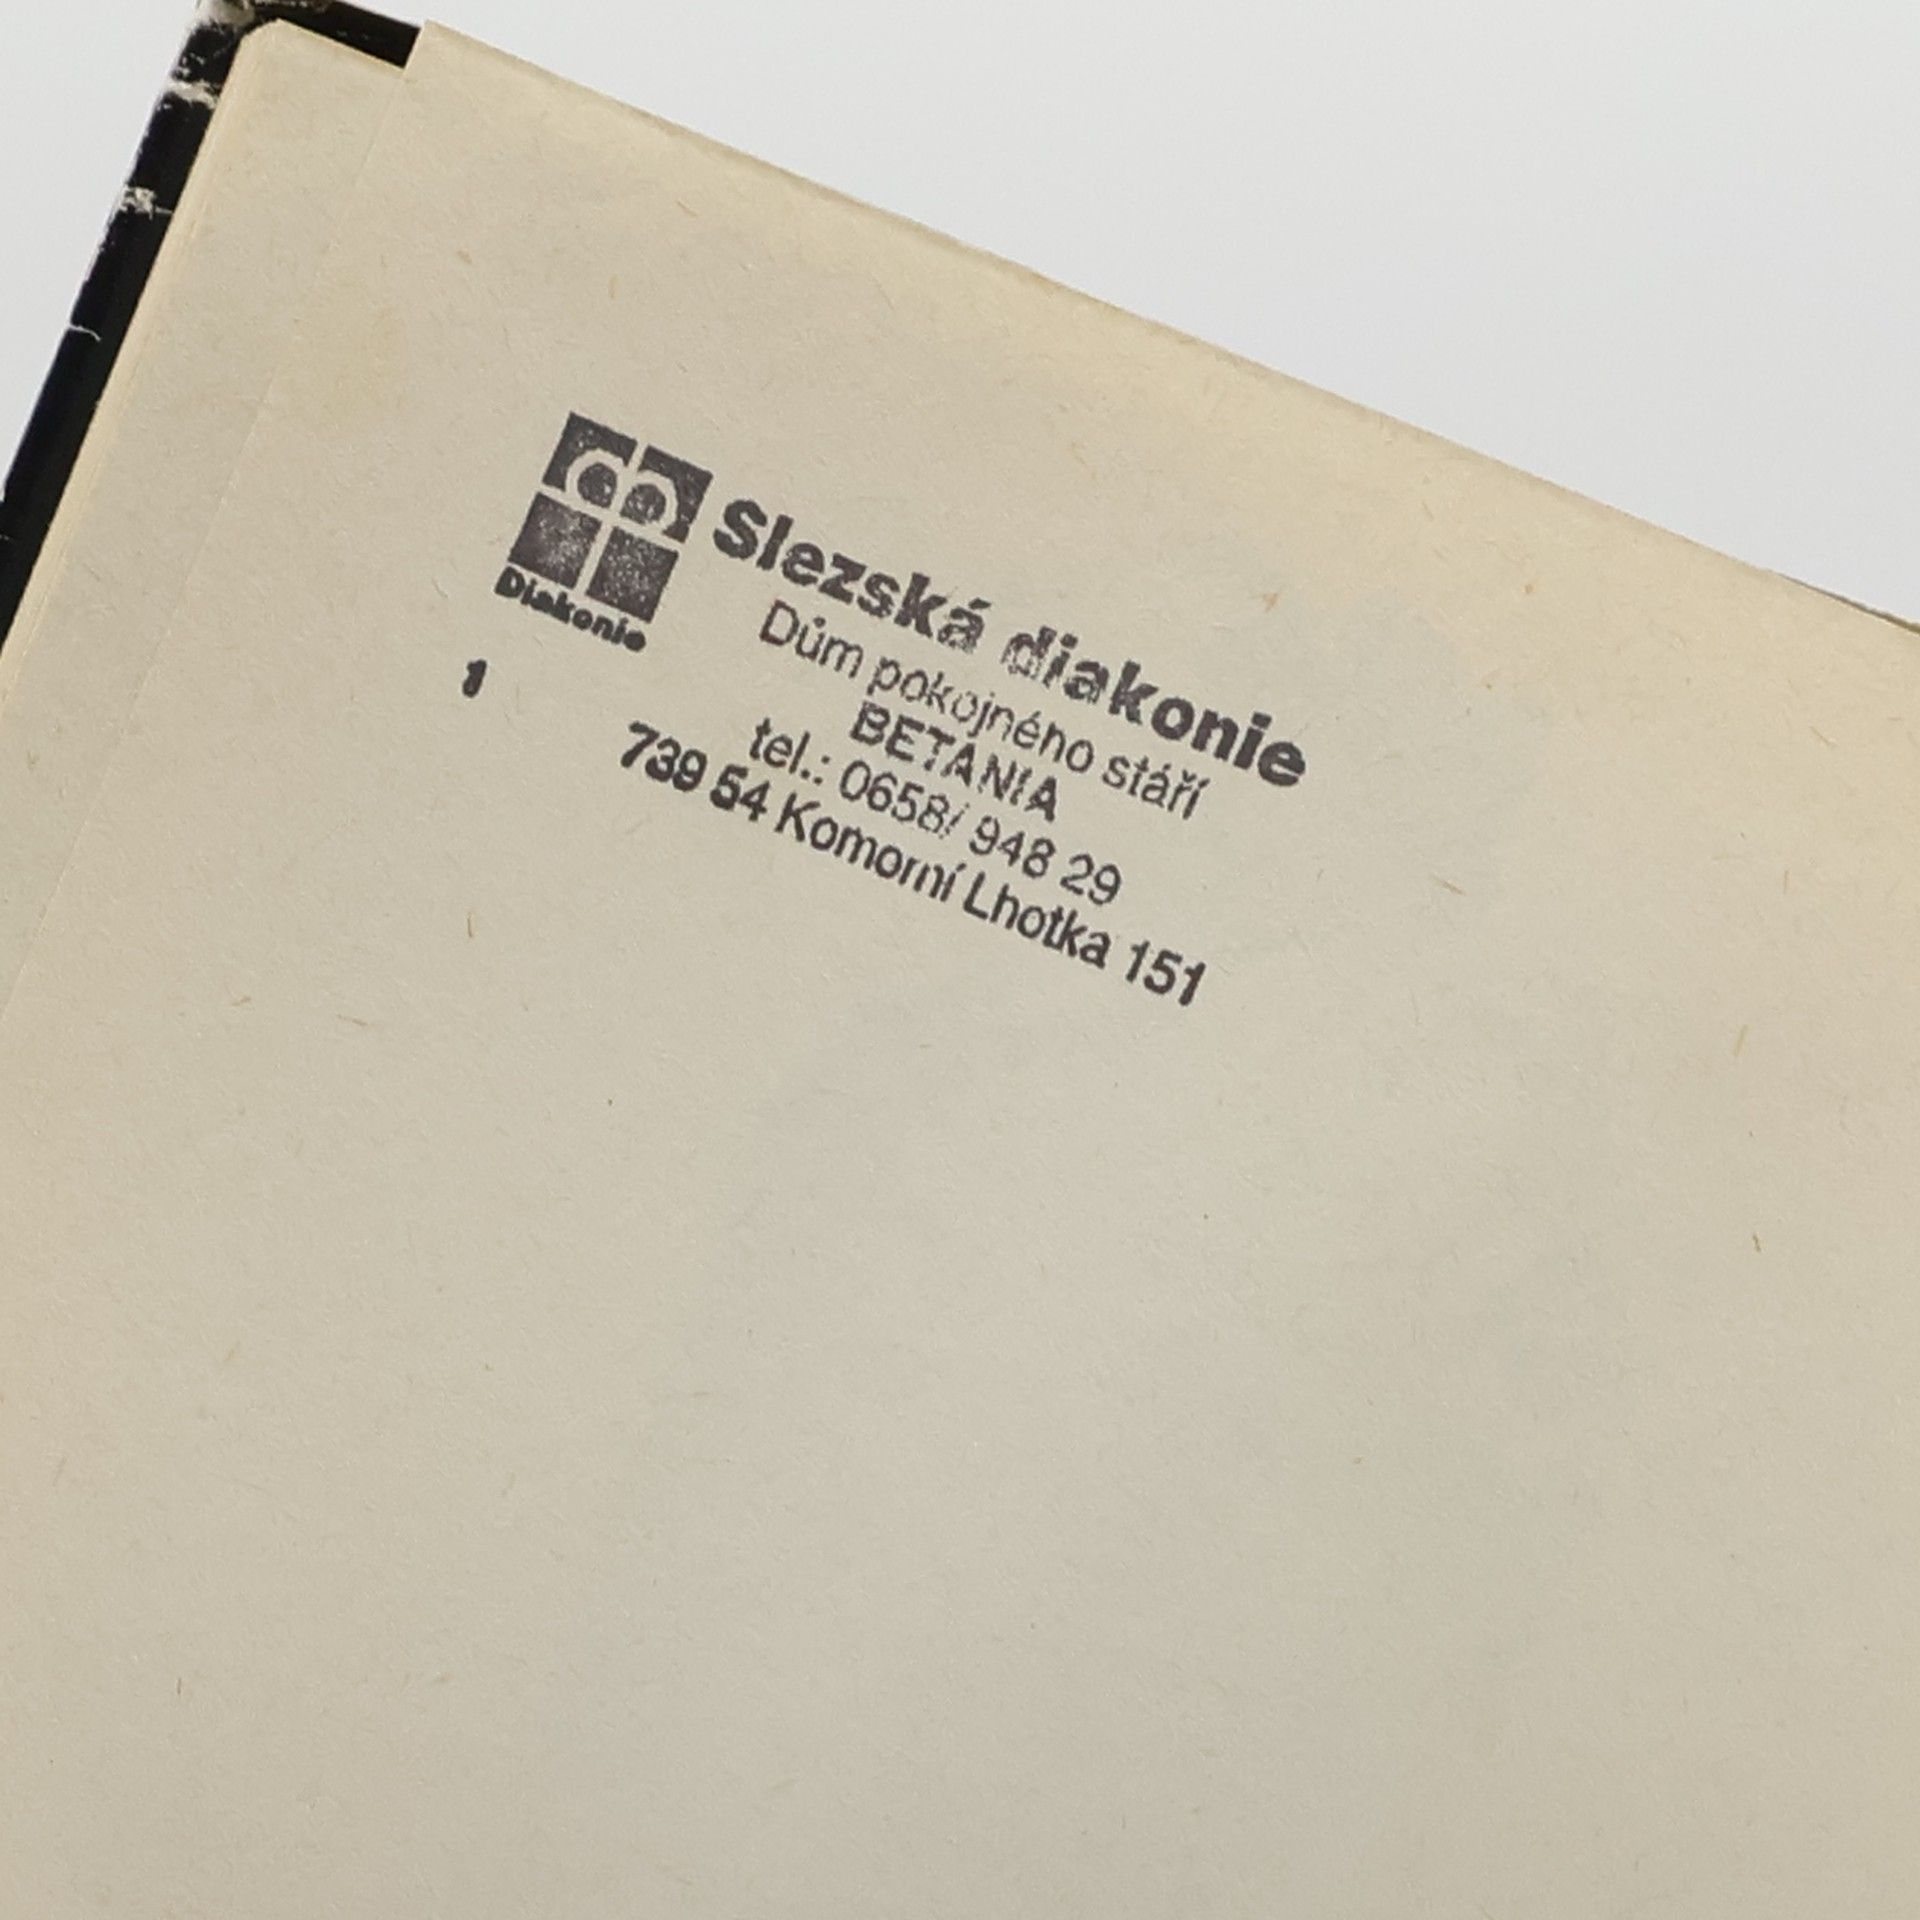 Slezská diakonie
Diakonie
Dům pokojného stáří
BETANIA
tel.: 0658/ 948 29
1
739 54 Komorní Lhotka 151